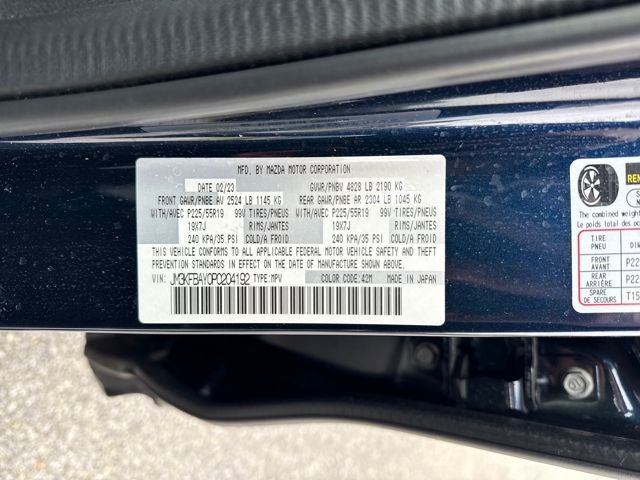 MFD. BY MAZDA MOTOR CORPORATION
DATE 02/23 GVWR/PNBV 4828 LB 2190 KG
FRONT GAWR/PNBE AV 2524 LB 1145 KG REAR GAWR/PNBE AR 2304 LB 1045 KG
WITH/AVEC P225/55R19 99V TIRES/PNEUS WITH/AVEC P225/55R19 99V TIRES/PNEUS
19X7J RIMS/JANTES 19X7J RIMS/JANTES
240 KPA/35 PSI COLD/A FROID 240 KPA/35 PSI COLD/A FROID
THIS VEHICLE CONFORMS TO ALL APPLICABLE FEDERAL MOTOR VEHICLE SAFETY AND THEFT
PREVENTION STANDARDS IN EFFECT ON THE DATE OF MANUFACTURE SHOWN ABOVE.
VIN: JM3KFBAY0P0204192 TYPE:MPV COLOR CODE:42M MADE IN JAPAN
The combined weight
Le poids total des oc
TIRE
PNEU
FRONT
AVANT P22
REAR
ARRIÈRE P22
SPARE
DE SECOURS T15